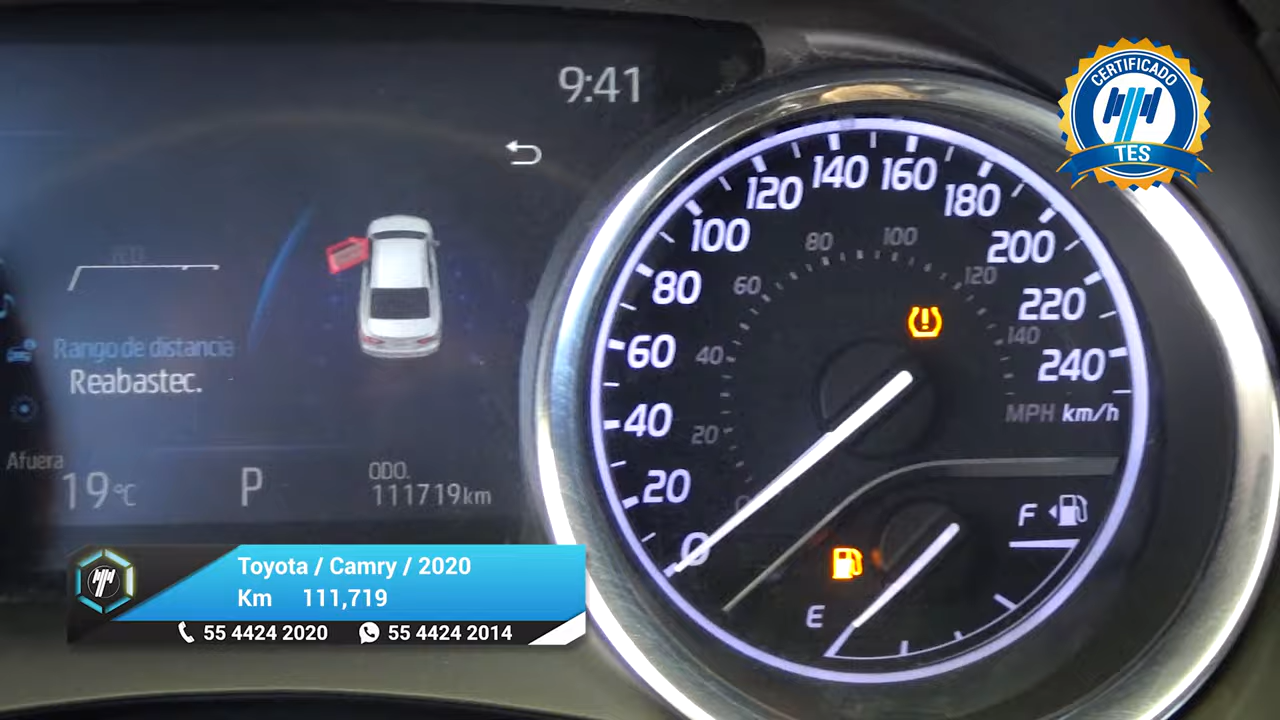 9:41
Rango de distancia
Reabastec.
Afuera
19°C
P
ODO.
111719km
0
20
40
60
80
100
120
140
160
180
200
220
240
0
20
40
60
80
100
120
140
MPH km/h
F
E
CERTIFICADO
TES
Toyota / Camry / 2020
Km 111,719
55 4424 2020 55 4424 2014